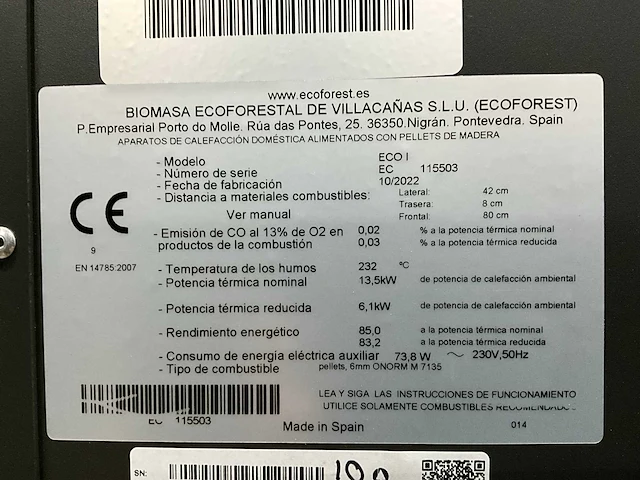 www.ecoforest.es
BIOMASA ECOFORESTAL DE VILLACAÑAS S.L.U. (ECOFOREST)
P.Empresarial Porto do Molle. Rúa das Pontes, 25. 36350.Nigrán. Pontevedra. Spain
APARATOS DE CALEFACCIÓN DOMÉSTICA ALIMENTADOS CON PELLETS DE MADERA
- Modelo ECO I
- Número de serie EC 115503
- Fecha de fabricación 10/2022
- Distancia a materiales combustibles: Lateral: 42 cm
Trasera: 8 cm
Ver manual Frontal: 80 cm
CE
9
EN 14785:2007
- Emisión de CO al 13% de O2 en 0,02 % a la potencia térmica nominal
productos de la combustión 0,03 % a la potencia térmica reducida
- Temperatura de los humos 232 ºC
- Potencia térmica nominal 13,5kW de potencia de calefacción ambiental
- Potencia térmica reducida 6,1kW de potencia de calefacción ambiental
- Rendimiento energético 85,0 a la potencia térmica nominal
83,2 a la potencia térmica reducida
- Consumo de energía eléctrica auxiliar 73,8 W ~ 230V,50Hz
- Tipo de combustible pellets, 6mm ONORM M 7135
LEA Y SIGA LAS INSTRUCCIONES DE FUNCIONAMIENTO
UTILICE SOLAMENTE COMBUSTIBLES RECOMENDADOS
EC 115503
Made in Spain 014
SN: